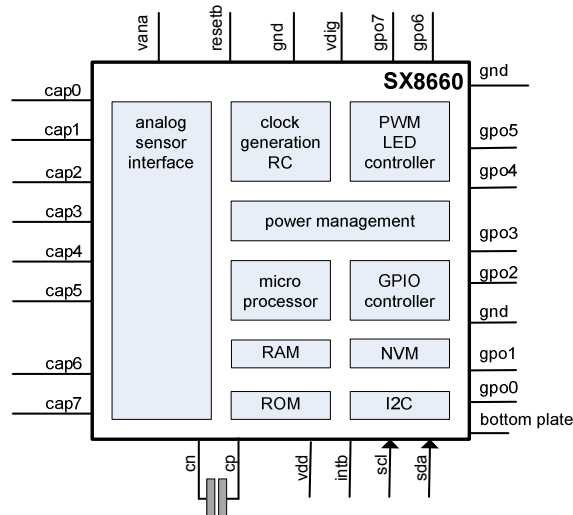 vana
resetb
gnd
vdig
gpo7
gpo6
SX8660
gnd
cap0
cap1
cap2
cap3
cap4
cap5
cap6
cap7
analog
sensor
interface
clock
generation
RC
PWM
LED
controller
power management
micro
processor
GPIO
controller
RAM
NVM
ROM
I2C
gpo5
gpo4
gpo3
gpo2
gnd
gpo1
gpo0
bottom plate
cn
cp
vdd
intb
scl
sda